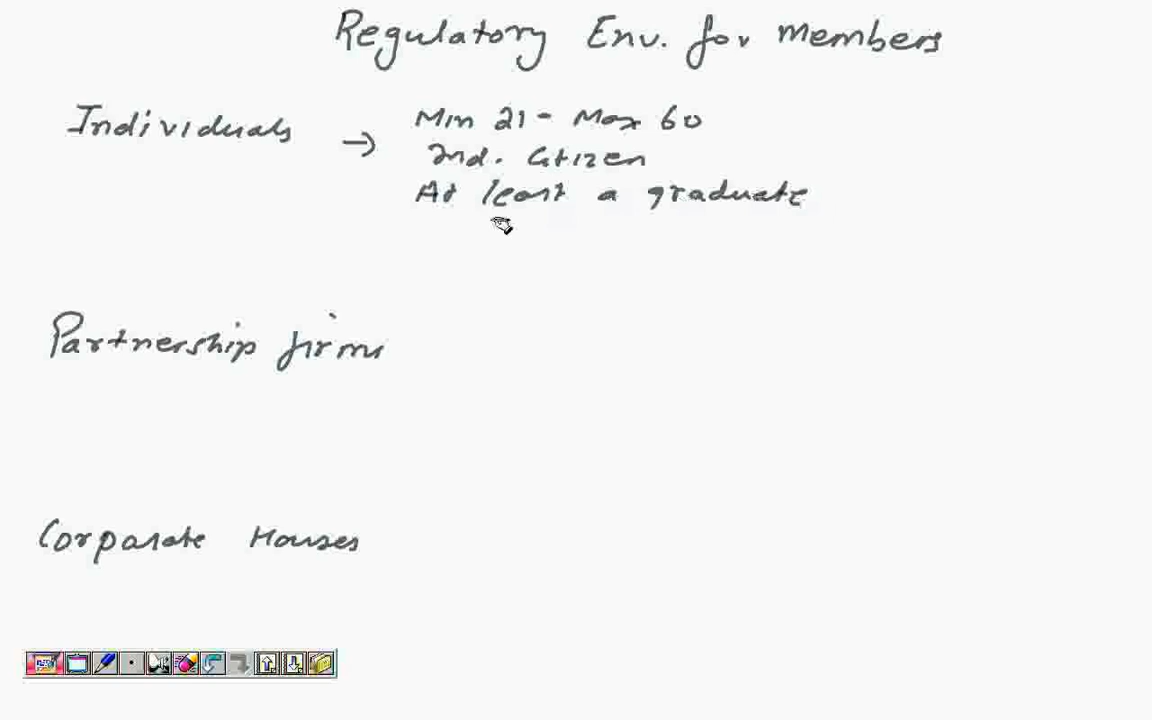 Regulatory Env. for members
Individuals → Min 21 - Max 60
Ind. Citizen
At least a graduate
Partnership firms
Corporate Houses